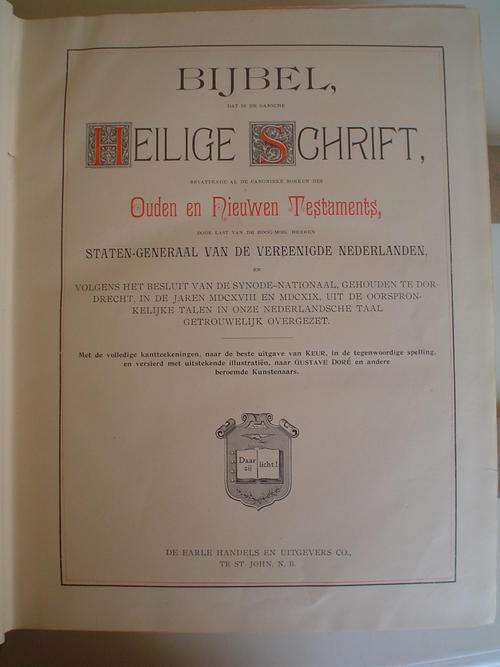 BIJBEL,
DAT IS DE GANSCHE
HEILIGE SCHRIFT,
BEVATTENDE AL DE CANONIEKE BOEKEN DES
Ouden en Nieuwen Testaments,
DOOR LAST VAN DE HOOG-MOG. HEEREN
STATEN-GENERAAL VAN DE VEREENIGDE NEDERLANDEN,
EN
VOLGENS HET BESLUIT VAN DE SYNODE-NATIONAAL, GEHOUDEN TE DOR-
DRECHT, IN DE JAREN MDCXVIII EN MDCXIX, UIT DE OORSPRON-
KELIJKE TALEN IN ONZE NEDERLANDSCHE TAAL
GETROUWELIJK OVERGEZET.
Met de volledige kantteekeningen, naar de beste uitgave van KEUR, in de tegenwoordige spelling,
en versierd met uitstekende illustratiën, naar GUSTAVE DORÉ en andere
beroemde Kunstenaars.
Daar licht!
zij
DE EARLE HANDELS EN UITGEVERS CO.,
TE ST. JOHN, N. B.